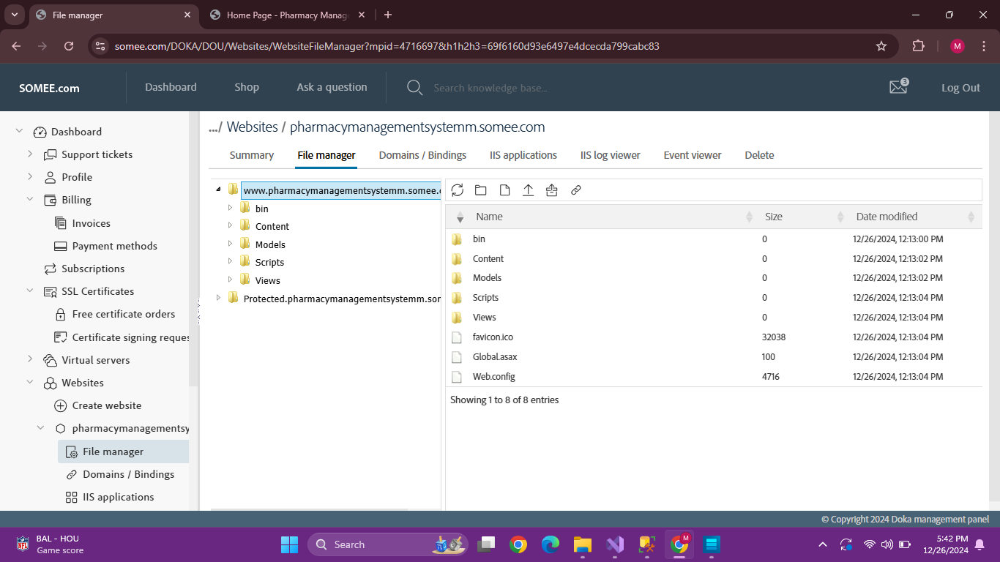 File manager
Home Page - Pharmacy Manag
somee.com/DOKA/DOU/Websites/WebsiteFileManager?mpid=4716697&h1h2h3=69f6160d93e6497e4dcecda799cabc83
M
SOMEE.com
Dashboard
Shop
Ask a question
Search knowledge base...
3
Log Out
Dashboard
Support tickets
Profile
Billing
Invoices
Payment methods
Subscriptions
SSL Certificates
Free certificate orders
Certificate signing reques
Virtual servers
Websites
Create website
pharmacymanagementsy
File manager
Domains / Bindings
IIS applications
.../ Websites / pharmacymanagementsystemm.somee.com
Summary
File manager
Domains / Bindings
IIS applications
IIS log viewer
Event viewer
Delete
www.pharmacymanagementsystemm.somee.c
bin
Content
Models
Scripts
Views
Protected.pharmacymanagementsystemm.som
Name Size Date modified
bin 0 12/26/2024, 12:13:00 PM
Content 0 12/26/2024, 12:13:02 PM
Models 0 12/26/2024, 12:13:02 PM
Scripts 0 12/26/2024, 12:13:04 PM
Views 0 12/26/2024, 12:13:04 PM
favicon.ico 32038 12/26/2024, 12:13:04 PM
Global.asax 100 12/26/2024, 12:13:04 PM
Web.config 4716 12/26/2024, 12:13:04 PM
Showing 1 to 8 of 8 entries
© Copyright 2024 Doka management panel
NFL
BAL - HOU
Game score
Search
M
5:42 PM
12/26/2024